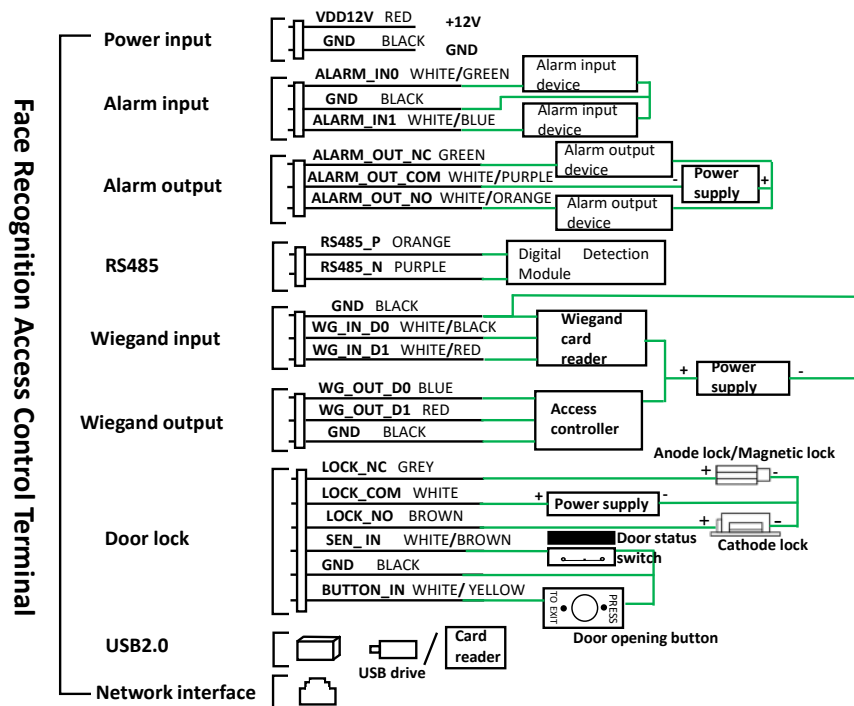 Face Recognition Access Control Terminal
Power input
VDD12V RED +12V
GND BLACK GND
Alarm input
ALARM_IN0 WHITE/GREEN
GND BLACK
ALARM_IN1 WHITE/BLUE
Alarm input
device
Alarm input
device
Alarm output
ALARM_OUT_NC GREEN
ALARM_OUT_COM WHITE/PURPLE
ALARM_OUT_NO WHITE/ORANGE
Alarm output
device
Alarm output
device
- Power
supply +
RS485
RS485_P ORANGE
RS485_N PURPLE
Digital Detection
Module
Wiegand input
GND BLACK
WG_IN_D0 WHITE/BLACK
WG_IN_D1 WHITE/RED
Wiegand
card
reader
+ Power
supply -
Wiegand output
WG_OUT_D0 BLUE
WG_OUT_D1 RED
GND BLACK
Access
controller
Door lock
LOCK_NC GREY
LOCK_COM WHITE
LOCK_NO BROWN
SEN_IN WHITE/BROWN
GND BLACK
BUTTON_IN WHITE/ YELLOW
Anode lock/Magnetic lock
+ -
+ Power supply -
+ -
Cathode lock
Door status
switch
PRESS
TO EXIT
Door opening button
USB2.0
USB drive
/
Card
reader
Network interface